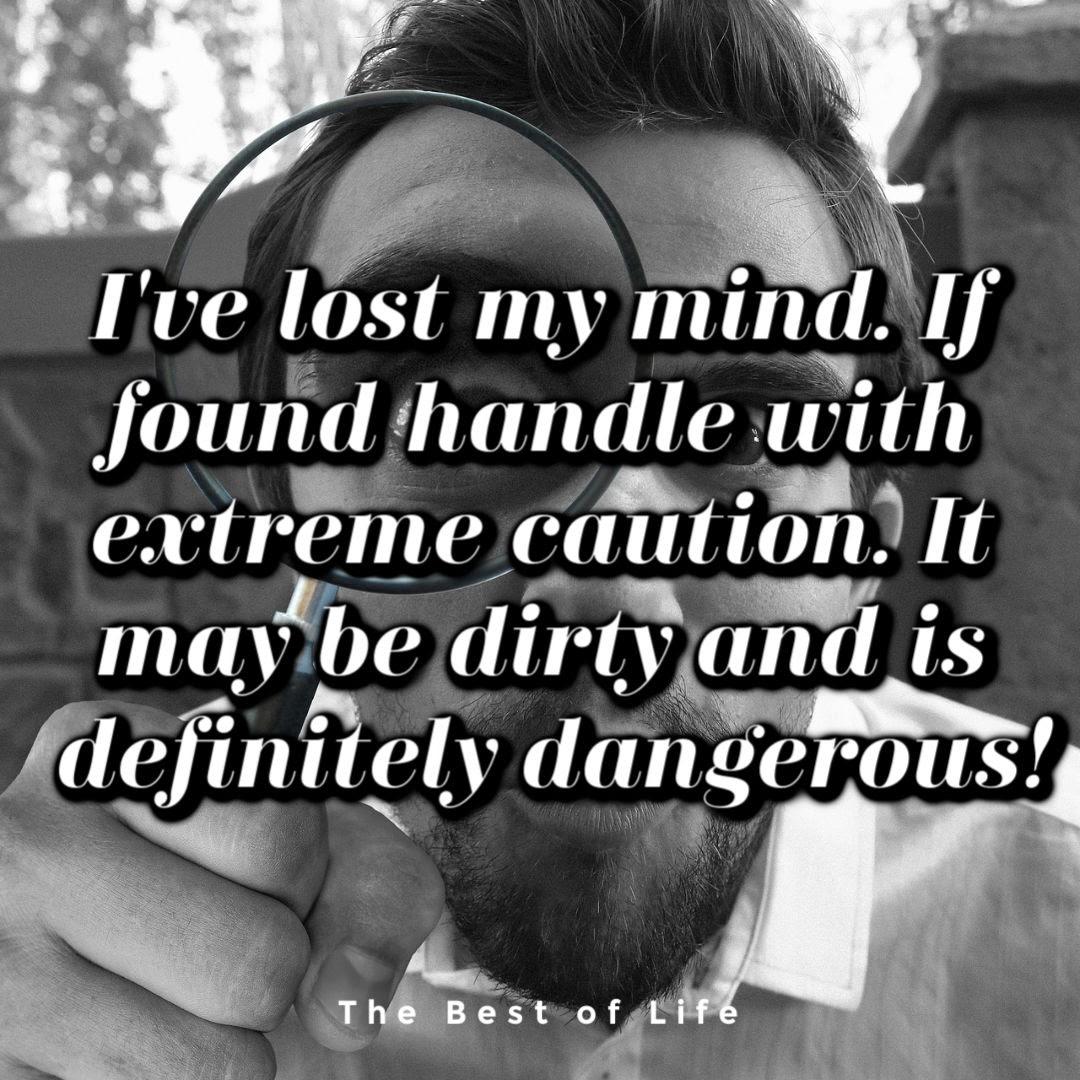 I've lost my mind. If
found handle with
extreme caution. It
may be dirty and is
definitely dangerous!
The Best of Life